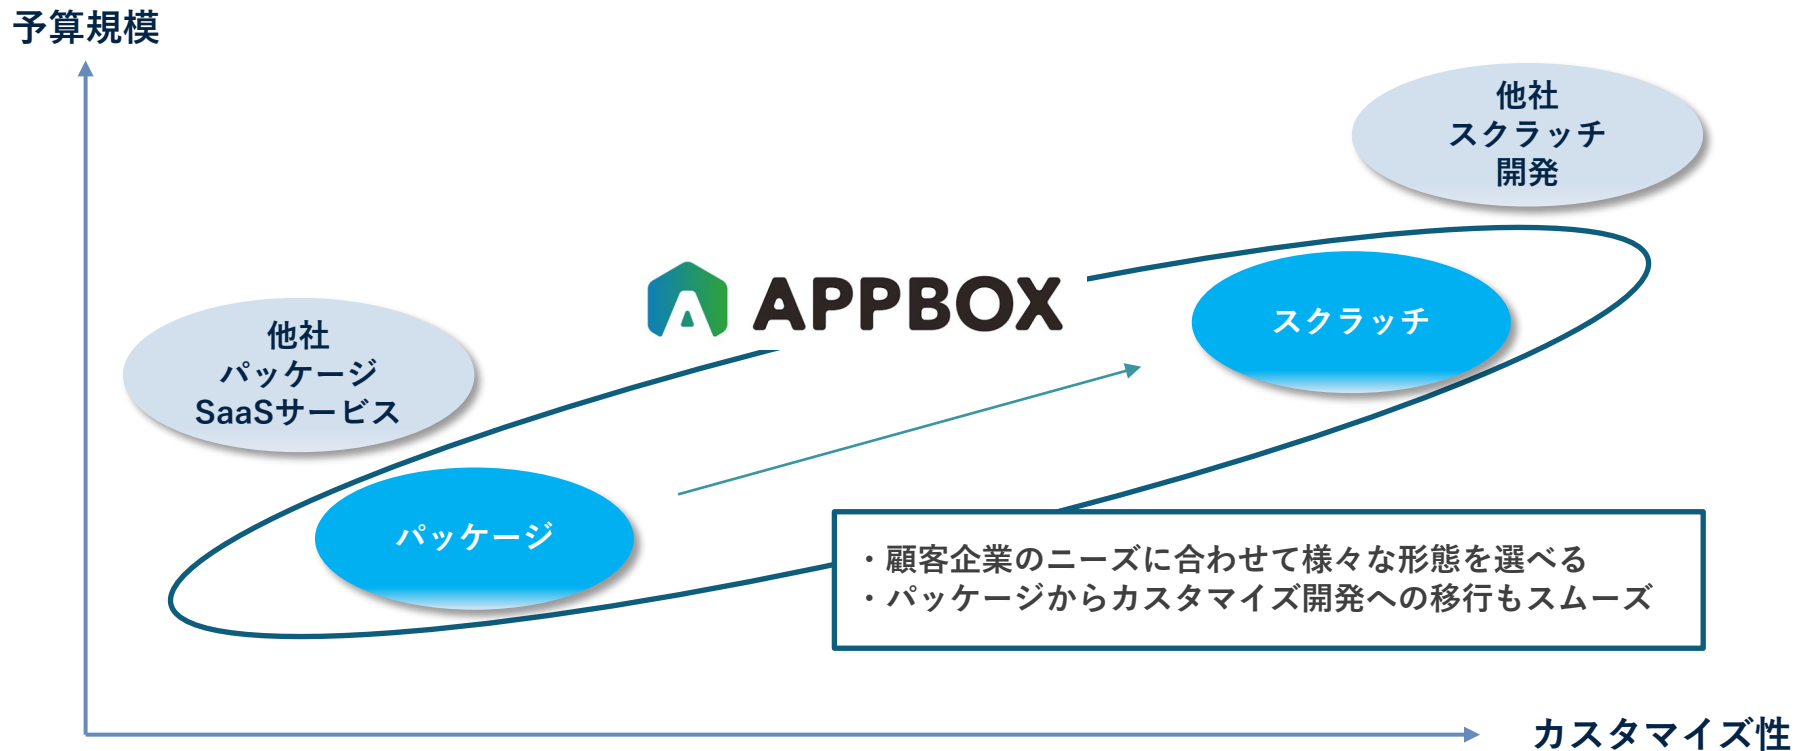 予算規模
他社
スクラッチ
開発
APPBOX
スクラッチ
他社
パッケージ
SaaSサービス
パッケージ
・顧客企業のニーズに合わせて様々な形態を選べる
・パッケージからカスタマイズ開発への移行もスムーズ
カスタマイズ性